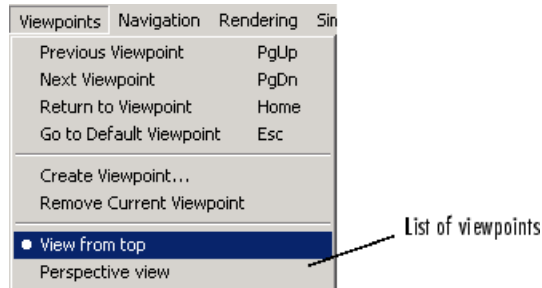 Viewpoints Navigation Rendering Sin
Previous Viewpoint PgUp
Next Viewpoint PgDn
Return to Viewpoint Home
Go to Default Viewpoint Esc
Create Viewpoint...
Remove Current Viewpoint
View from top
Perspective view
List of viewpoints